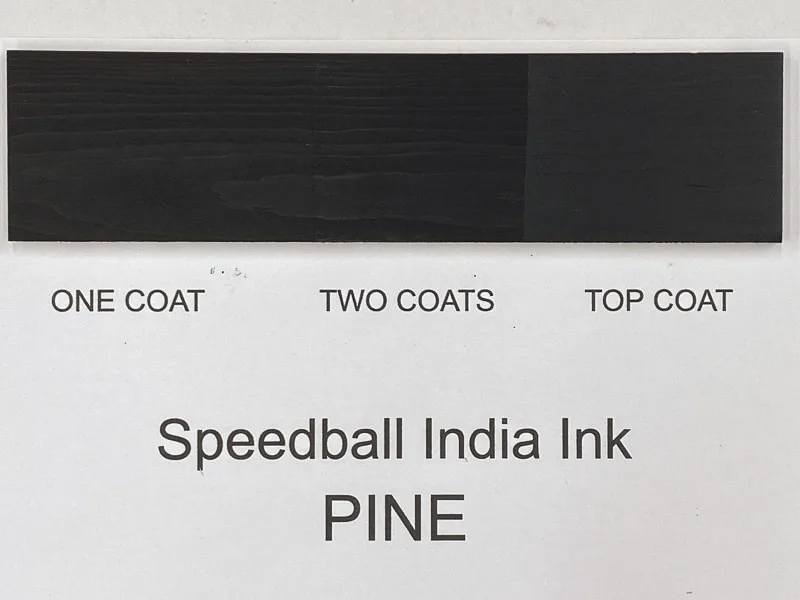 ONE COAT TWO COATS TOP COAT
Speedball India Ink
PINE